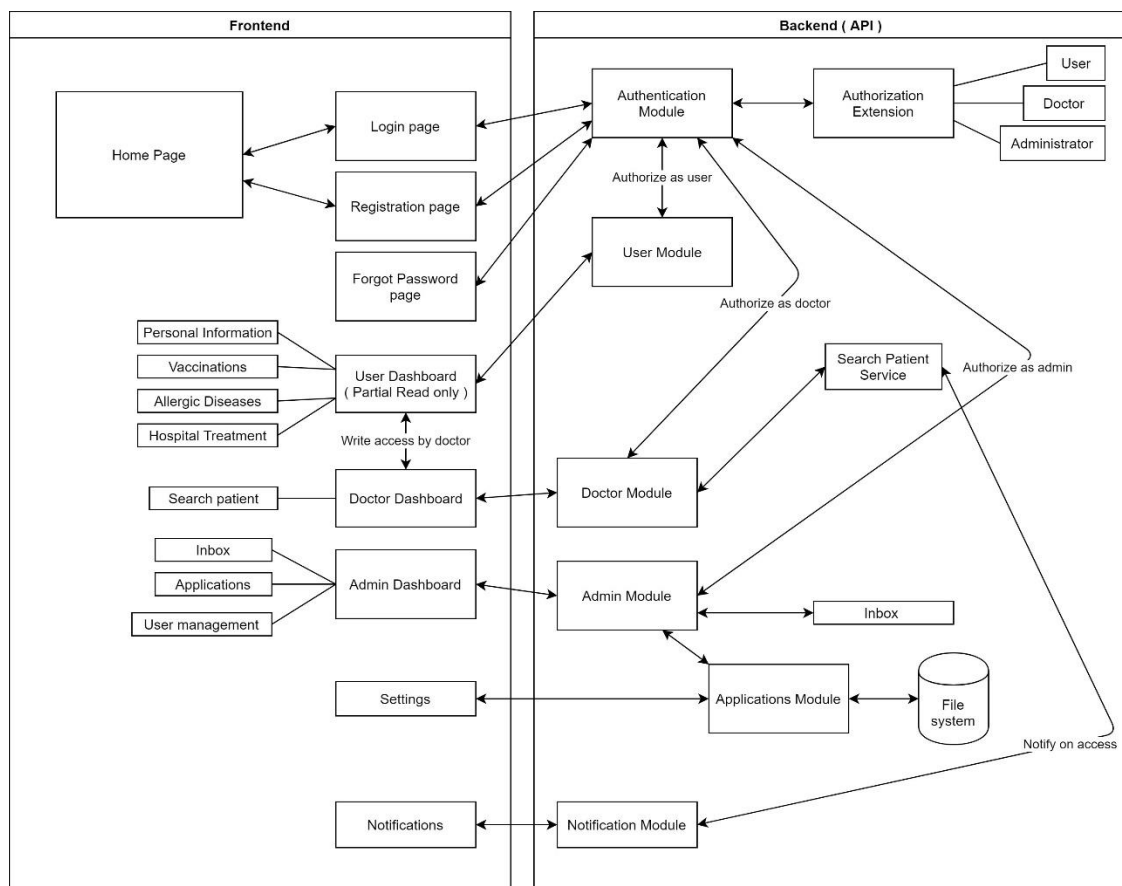 Frontend
Backend ( API )
Home Page
Login page
Registration page
Forgot Password
page
Personal Information
Vaccinations
Allergic Diseases
Hospital Treatment
User Dashboard
( Partial Read only )
Write access by doctor
Search patient
Doctor Dashboard
Inbox
Applications
User management
Admin Dashboard
Settings
Notifications
Authentication
Module
Authorization
Extension
User
Doctor
Administrator
Authorize as user
User Module
Authorize as doctor
Search Patient
Service
Authorize as admin
Doctor Module
Admin Module
Inbox
Applications Module
File
system
Notify on access
Notification Module